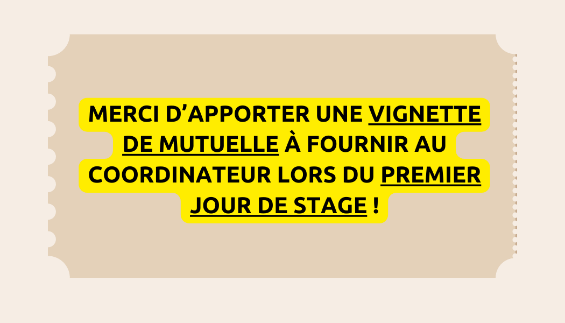 MERCI D’APPORTER UNE VIGNETTE
DE MUTUELLE À FOURNIR AU
COORDINATEUR LORS DU PREMIER
JOUR DE STAGE !